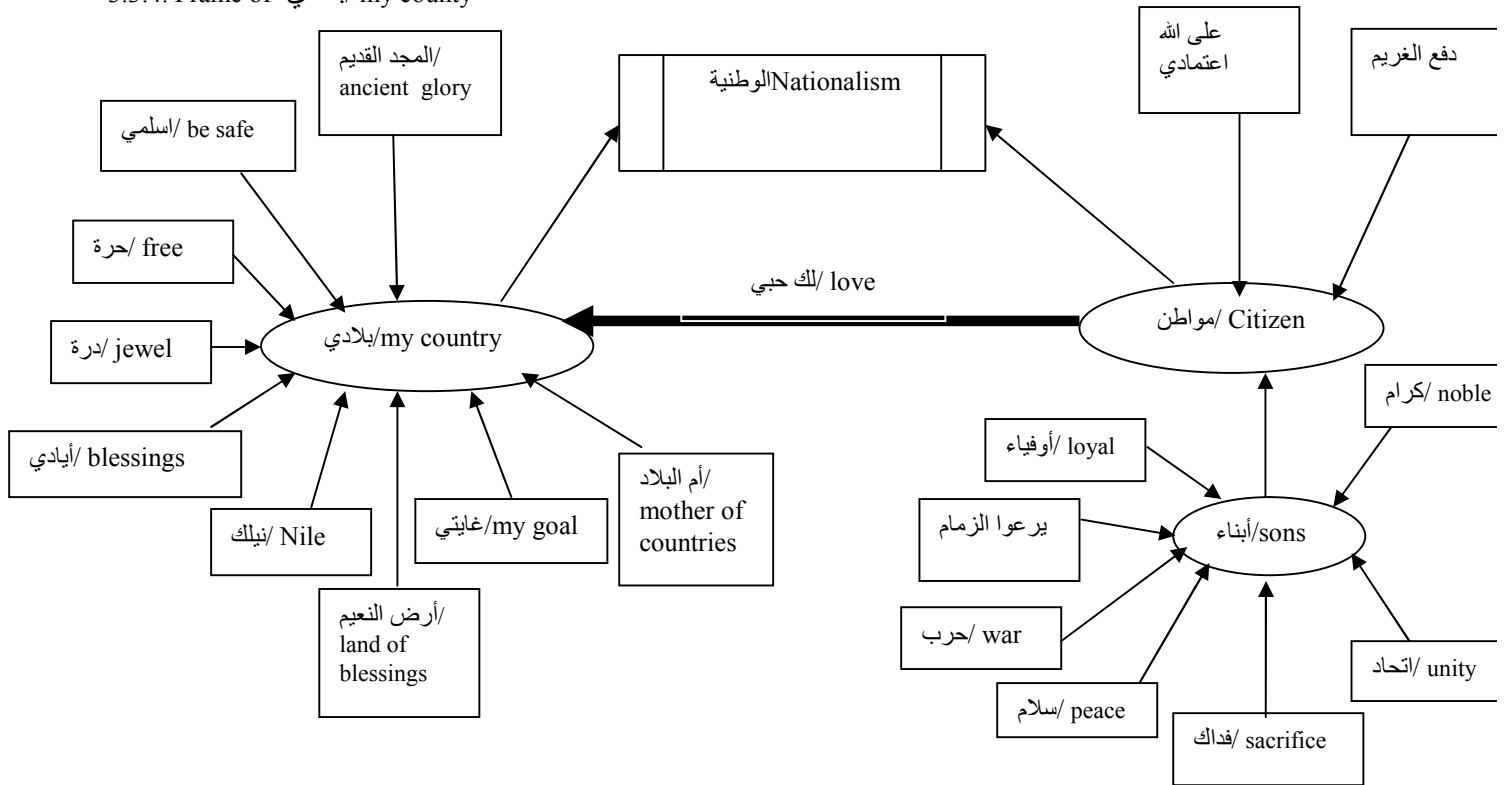 المجد القديم/
ancient glory
الوطنيةNationalism
على الله
اعتمادي
دفع الغريم
اسلمي/ be safe
حرة/ free
لك حبي/ love
بلادي/my country
مواطن/ Citizen
درة/ jewel
كرام/ noble
أيادي/ blessings
أوفياء/ loyal
أم البلاد/
mother of
countries
نيلك/ Nile
غايتي/my goal
يرعوا الزمام
أبناء/sons
أرض النعيم/
land of
blessings
حرب/ war
اتحاد/ unity
سلام/ peace
فداك/ sacrifice